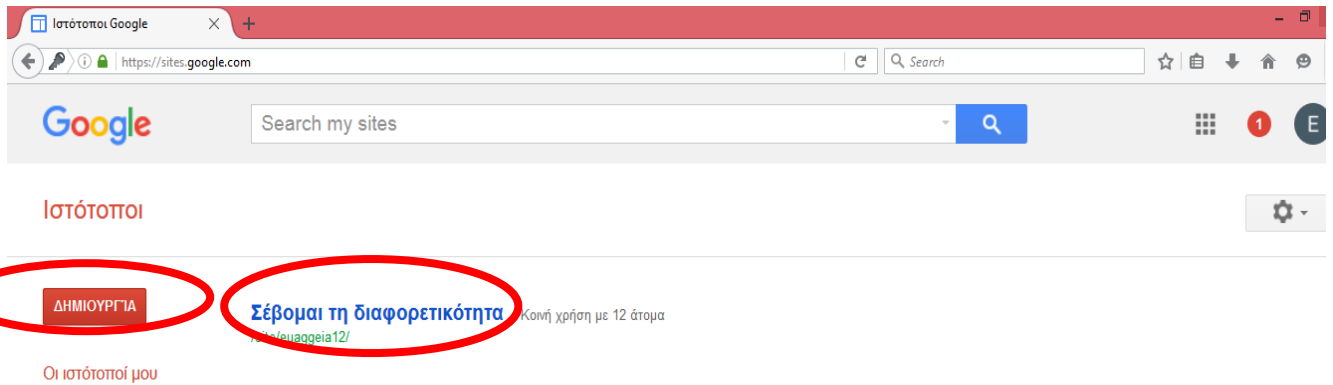 Ιστότοποι Google
https://sites.google.com
Search
Google
Search my sites
1
E
Ιστότοποι
ΔΗΜΙΟΥΡΓΊΑ
Σέβομαι τη διαφορετικότητα Κοινή χρήση με 12 άτομα
/site/euaggeia12/
Οι ιστότοποί μου